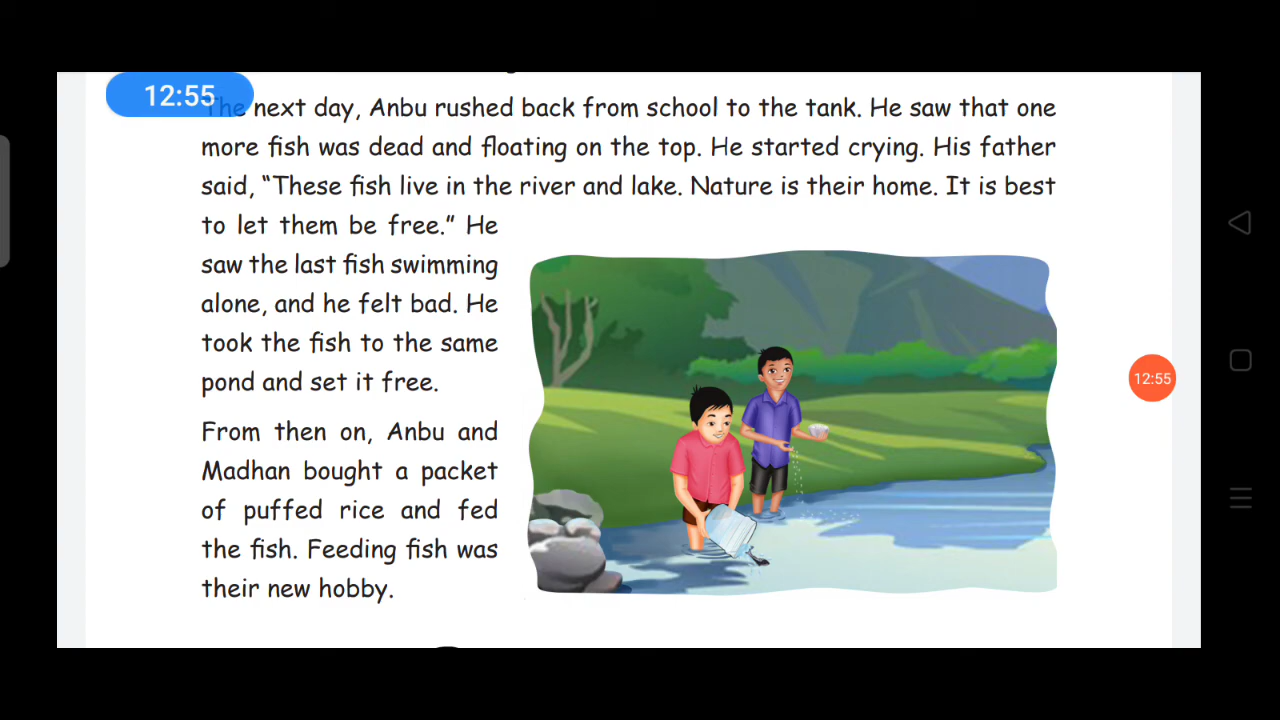 12:55
The next day, Anbu rushed back from school to the tank. He saw that one
more fish was dead and floating on the top. He started crying. His father
said, “These fish live in the river and lake. Nature is their home. It is best
to let them be free.” He
saw the last fish swimming
alone, and he felt bad. He
took the fish to the same
pond and set it free.
From then on, Anbu and
Madhan bought a packet
of puffed rice and fed
the fish. Feeding fish was
their new hobby.
12:55